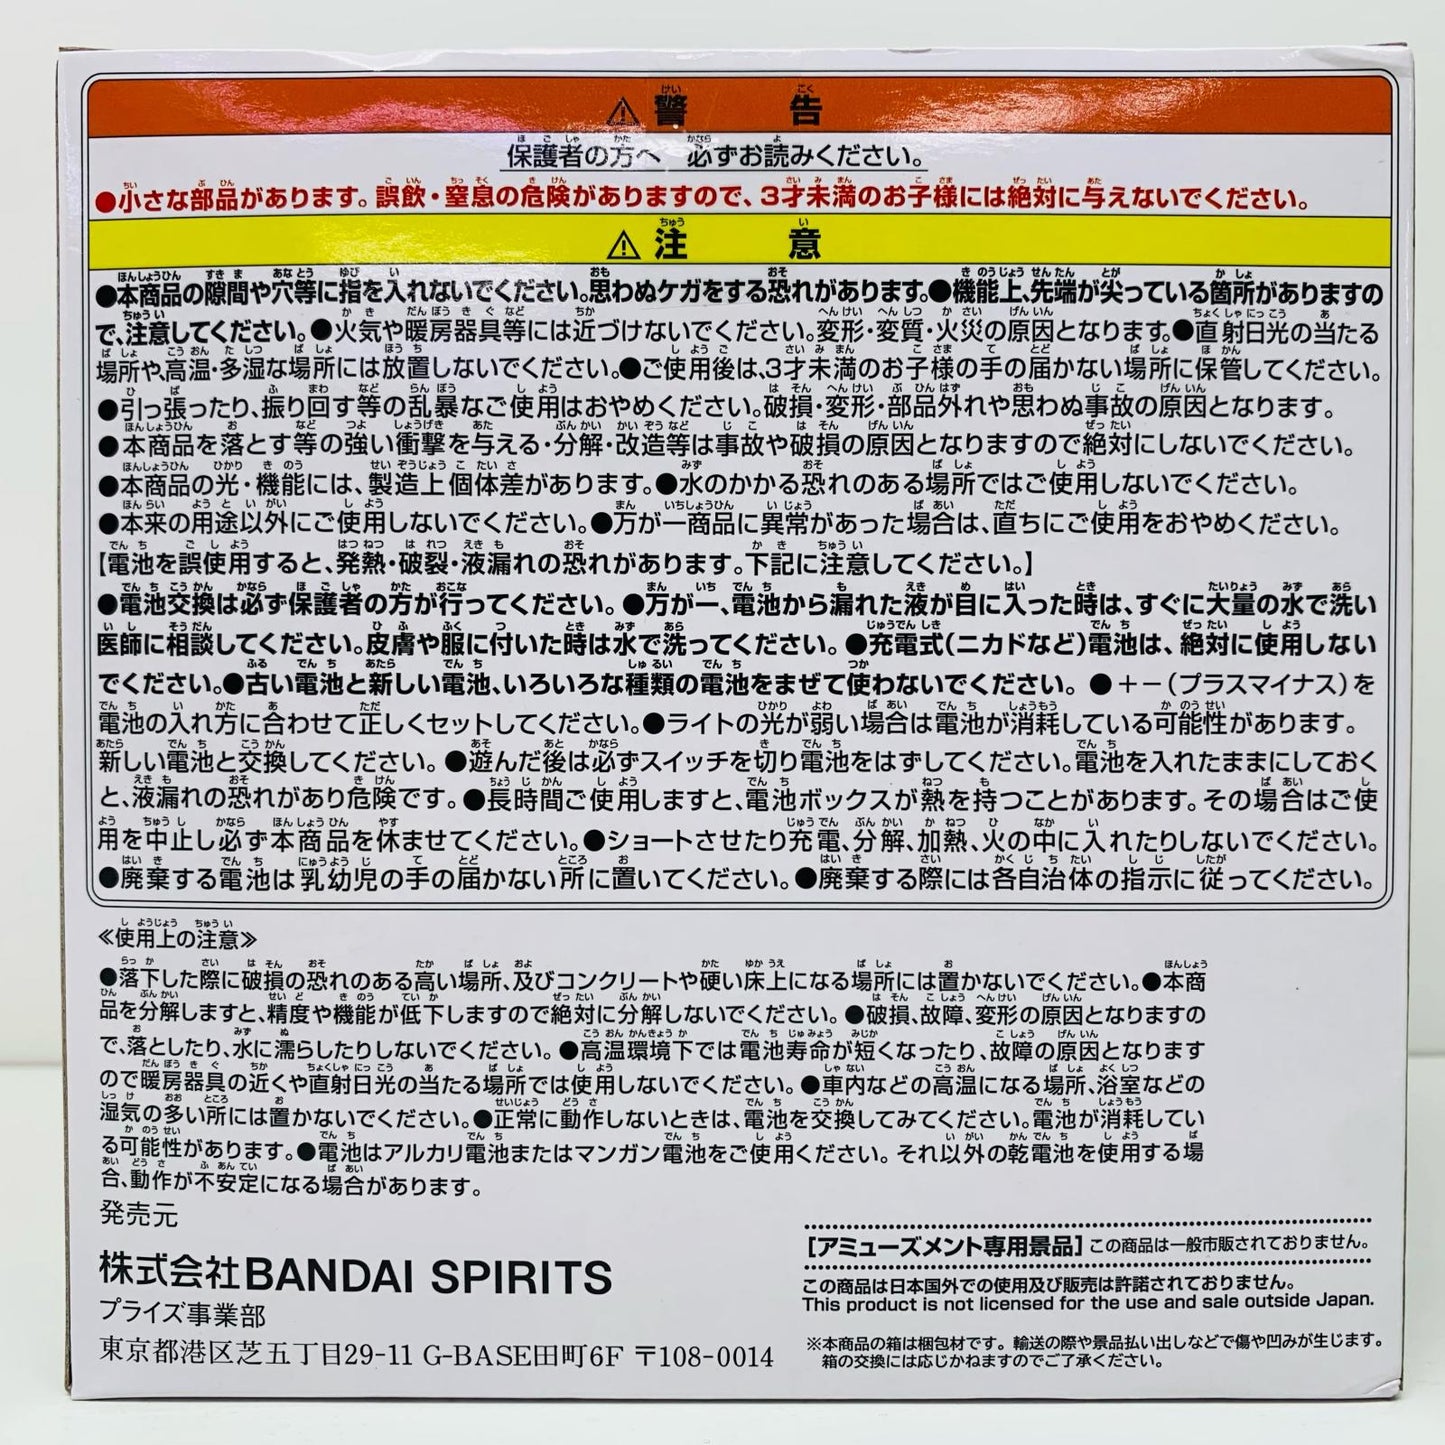 ⚠警告
保護者の方へ 必ずお読みください。
●小さな部品があります。誤飲・窒息の危険がありますので、3才未満のお子様には絶対に与えないでください。
⚠注意
●本商品の隙間や穴等に指を入れないでください。思わぬケガをする恐れがあります。●機能上、先端が尖っている箇所がありますの
で、注意してください。●火気や暖房器具等には近づけないでください。変形・変質・火災の原因となります。●直射日光の当たる
場所や、高温・多湿な場所には放置しないでください。●ご使用後は、3才未満のお子様の手の届かない場所に保管してください。
●引っ張ったり、振り回す等の乱暴なご使用はおやめください。破損・変形・部品外れや思わぬ事故の原因となります。
●本商品を落とす等の強い衝撃を与える・分解・改造等は事故や破損の原因となりますので絶対にしないでください。
●本商品の光・機能には、製造上個体差があります。●水のかかる恐れのある場所ではご使用しないでください。
●本来の用途以外にご使用しないでください。●万が一商品に異常があった場合は、直ちにご使用をおやめください。
【電池を誤使用すると、発熱・破裂・液漏れの恐れがあります。下記に注意してください。】
●電池交換は必ず保護者の方が行ってください。●万が一、電池から漏れた液が目に入った時は、すぐに大量の水で洗い
医師に相談してください。皮膚や服に付いた時は水で洗ってください。●充電式(ニカドなど)電池は、絶対に使用しない
でください。●古い電池と新しい電池、いろいろな種類の電池をまぜて使わないでください。●＋－(プラスマイナス)を
電池の入れ方に合わせて正しくセットしてください。●ライトの光が弱い場合は電池が消耗している可能性があります。
新しい電池と交換してください。●遊んだ後は必ずスイッチを切り電池をはずしてください。電池を入れたままにしておく
と、液漏れの恐れがあり危険です。●長時間ご使用しますと、電池ボックスが熱を持つことがあります。その場合はご使
用を中止し必ず本商品を休ませてください。●ショートさせたり充電、分解、加熱、火の中に入れたりしないでください。
●廃棄する電池は乳幼児の手の届かない所に置いてください。●廃棄する際には各自治体の指示に従ってください。
≪使用上の注意≫
●落下した際に破損の恐れのある高い場所、及びコンクリートや硬い床上になる場所には置かないでください。●本商
品を分解しますと、精度や機能が低下しますので絶対に分解しないでください。●破損、故障、変形の原因となりますの
で、落としたり、水に濡らしたりしないでください。●高温環境下では電池寿命が短くなったり、故障の原因となります
ので暖房器具の近くや直射日光の当たる場所では使用しないでください。●車内などの高温になる場所、浴室などの
湿気の多い所には置かないでください。●正常に動作しないときは、電池を交換してみてください。電池が消耗してい
る可能性があります。●電池はアルカリ電池またはマンガン電池をご使用ください。それ以外の乾電池を使用する場
合、動作が不安定になる場合があります。
発売元
株式会社BANDAI SPIRITS
プライズ事業部
東京都港区芝五丁目29-11 G-BASE田町6F 〒108-0014
[アミューズメント専用景品] この商品は一般市販されておりません。
この商品は日本国外での使用及び販売は許諾されておりません。
This product is not licensed for the use and sale outside Japan.
※本商品の箱は梱包材です。輸送の際や景品払い出しなどで傷や凹みが生じます。
箱の交換には応じかねますのでご了承ください。